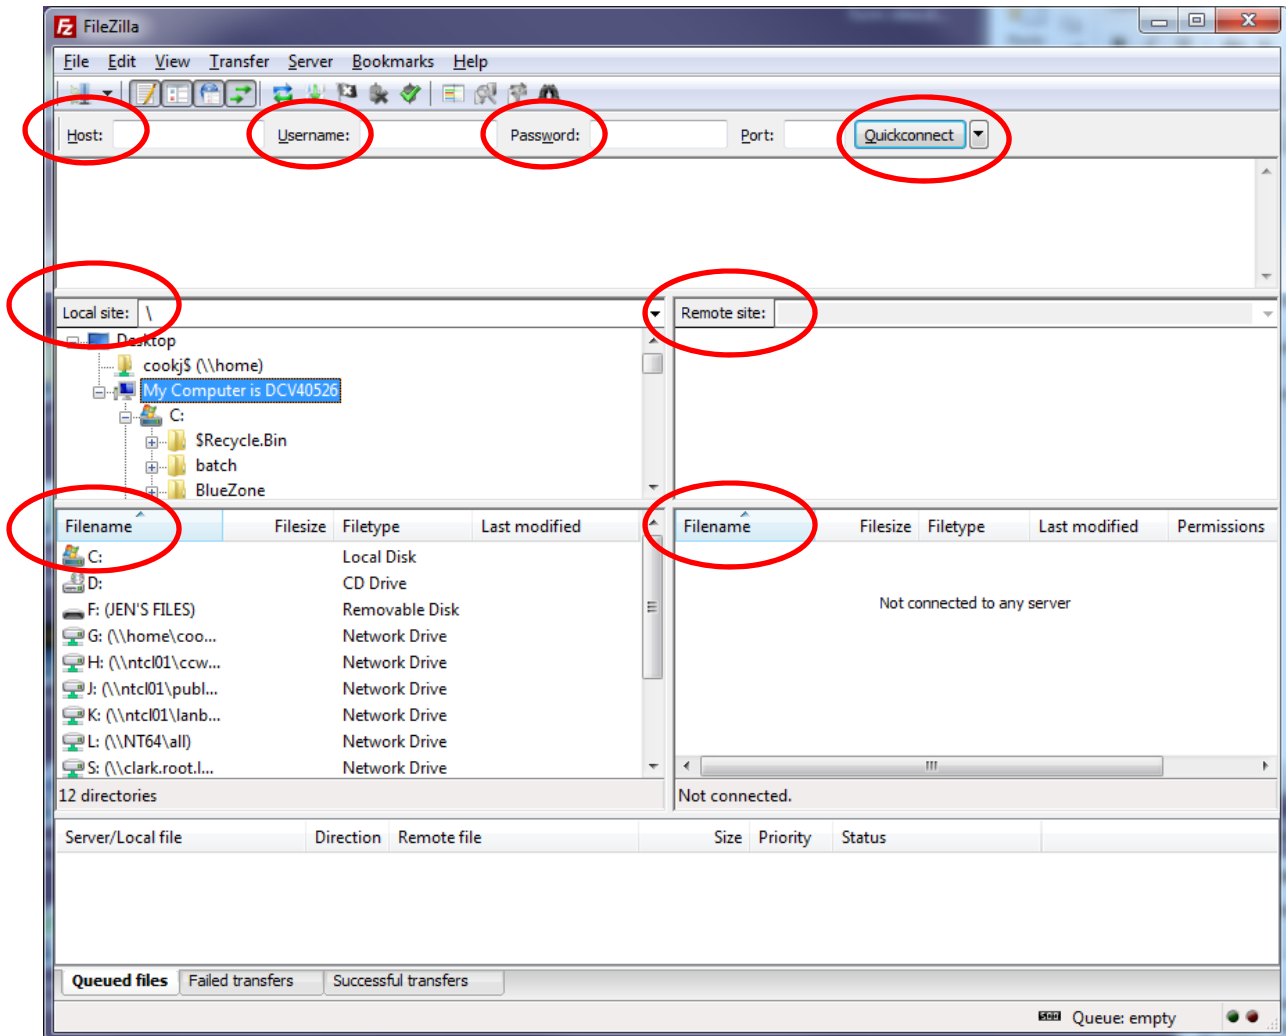 FileZilla
File Edit View Transfer Server Bookmarks Help
Host: Username: Password: Port: Quickconnect
Local site: \
Desktop
cookj$ (\\home)
My Computer is DCV40526
C:
$Recycle.Bin
batch
BlueZone
Remote site:
Filename Filesize Filetype Last modified
C: Local Disk
D: CD Drive
F: (JEN'S FILES) Removable Disk
G: (\\home\coo... Network Drive
H: (\\ntcl01\ccw... Network Drive
J: (\\ntcl01\publ... Network Drive
K: (\\ntcl01\lanb... Network Drive
L: (\\NT64\all) Network Drive
S: (\\clark.root.l... Network Drive
12 directories
Filename Filesize Filetype Last modified Permissions
Not connected to any server
Not connected.
Server/Local file Direction Remote file Size Priority Status
Queued files Failed transfers Successful transfers
Queue: empty